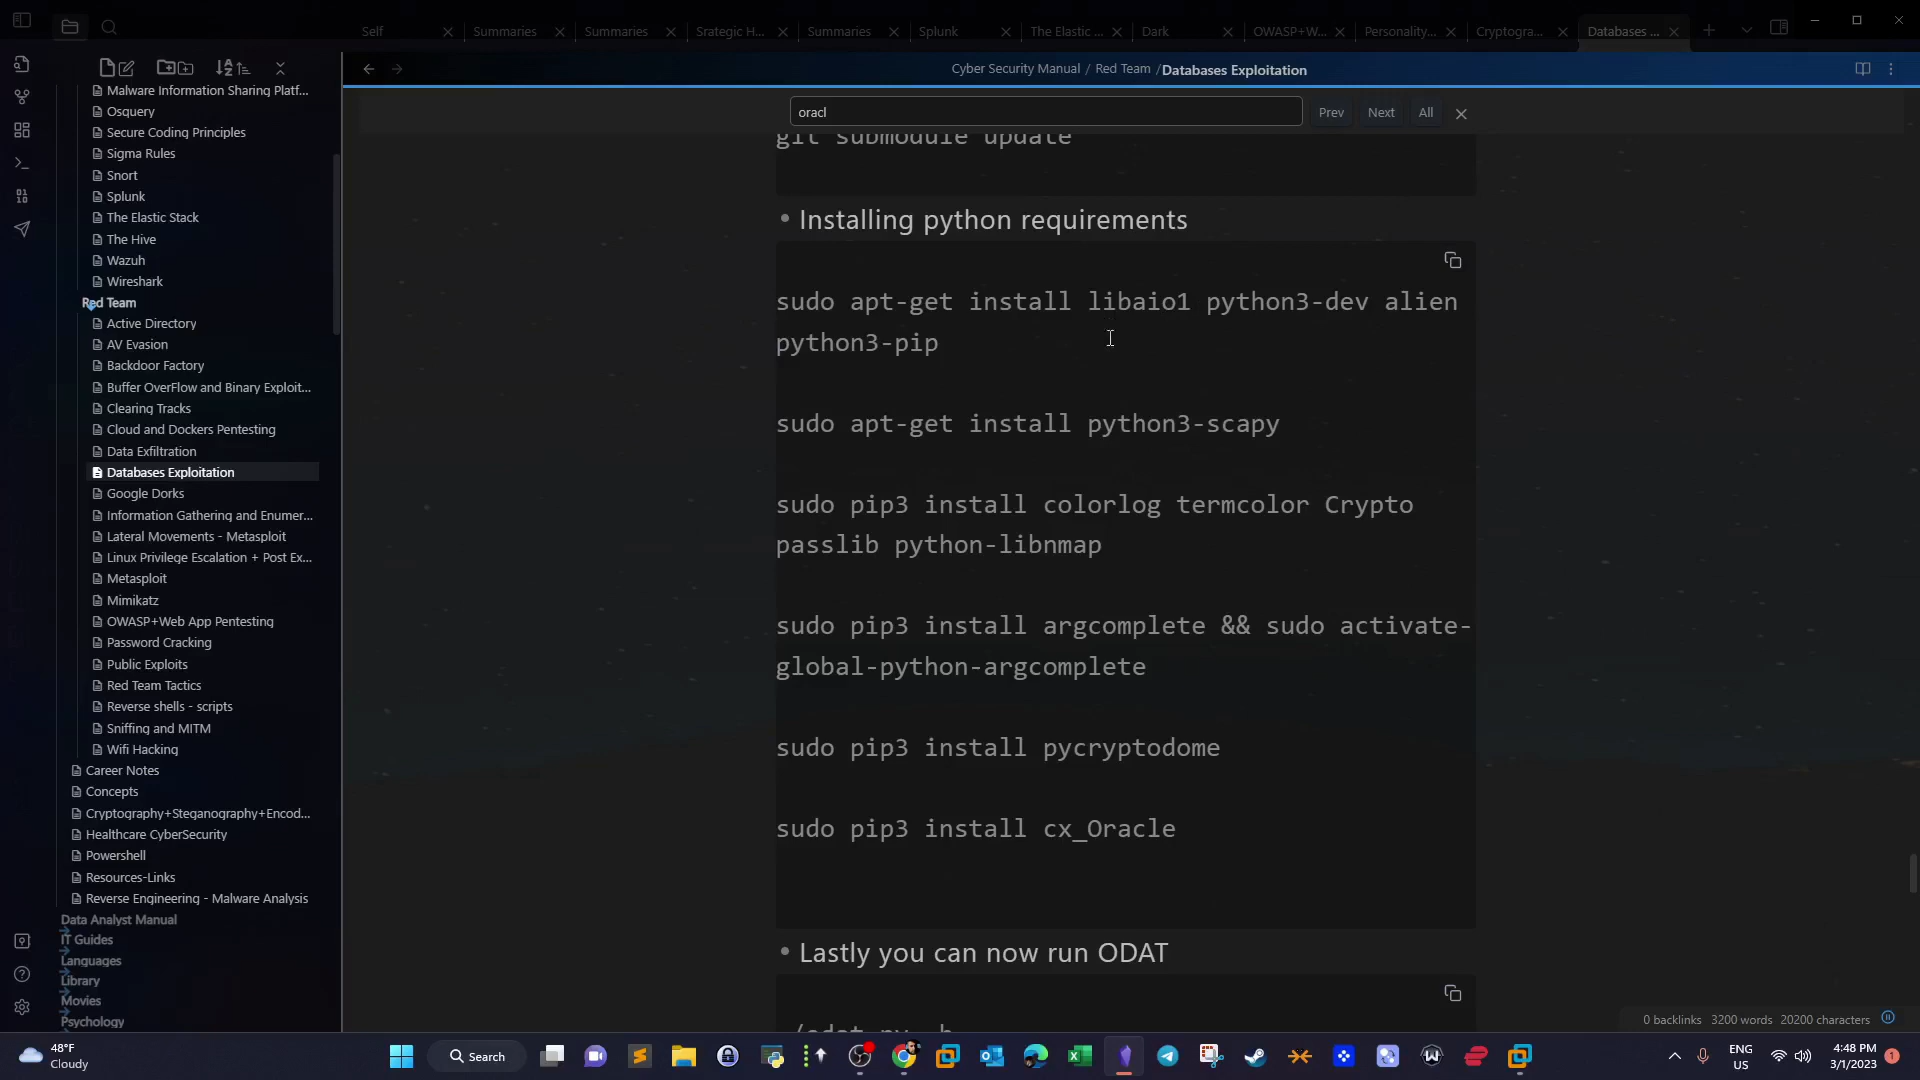 Self
Summaries
Summaries
Srategic H...
Summaries
Splunk
The Elastic ...
Dark
OWASP+W...
Personality...
Cryptogra...
Databases ...
Cyber Security Manual / Red Team / Databases Exploitation
oracl
Prev
Next
All
Malware Information Sharing Platf...
Osquery
Secure Coding Principles
Sigma Rules
Snort
Splunk
The Elastic Stack
The Hive
Wazuh
Wireshark
Red Team
Active Directory
AV Evasion
Backdoor Factory
Buffer OverFlow and Binary Exploit...
Clearing Tracks
Cloud and Dockers Pentesting
Data Exfiltration
Databases Exploitation
Google Dorks
Information Gathering and Enumer...
Lateral Movements - Metasploit
Linux Privilege Escalation + Post Ex...
Metasploit
Mimikatz
OWASP+Web App Pentesting
Password Cracking
Public Exploits
Red Team Tactics
Reverse shells - scripts
Sniffing and MITM
Wifi Hacking
Career Notes
Concepts
Cryptography+Steganography+Encod...
Healthcare CyberSecurity
Powershell
Resources-Links
Reverse Engineering - Malware Analysis
Data Analyst Manual
IT Guides
Languages
Library
Movies
Psychology
git submodule update
• Installing python requirements
sudo apt-get install libaio1 python3-dev alien
python3-pip
sudo apt-get install python3-scapy
sudo pip3 install colorlog termcolor Crypto
passlib python-libnmap
sudo pip3 install argcomplete && sudo activate-
global-python-argcomplete
sudo pip3 install pycryptodome
sudo pip3 install cx_Oracle
• Lastly you can now run ODAT
./odat.py -h
0 backlinks 3200 words 20200 characters
48°F
Cloudy
Search
ENG
US
4:48 PM
3/1/2023
1